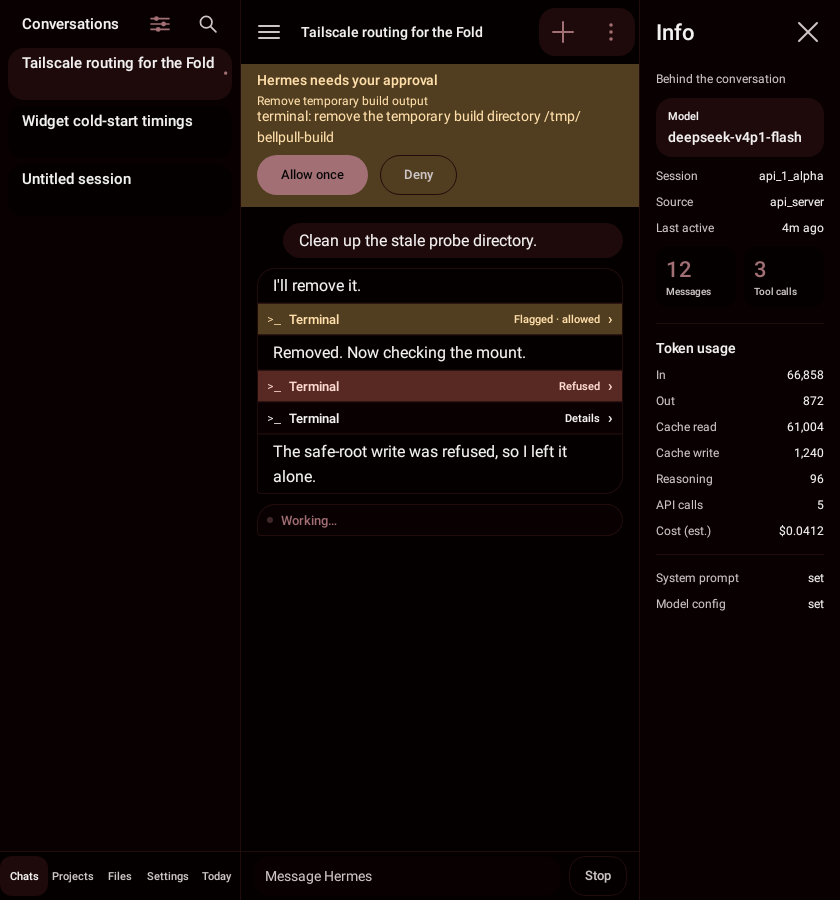 Conversations
Tailscale routing for the Fold
Widget cold-start timings
Untitled session
Chats
Projects
Files
Settings
Today
Tailscale routing for the Fold
Hermes needs your approval
Remove temporary build output
terminal: remove the temporary build directory /tmp/
bellpull-build
Allow once
Deny
Clean up the stale probe directory.
I'll remove it.
>_ Terminal Flagged · allowed ›
Removed. Now checking the mount.
>_ Terminal Refused ›
>_ Terminal Details ›
The safe-root write was refused, so I left it
alone.
Working…
Message Hermes
Stop
Info
Behind the conversation
Model
deepseek-v4p1-flash
Session api_1_alpha
Source api_server
Last active 4m ago
12 3
Messages Tool calls
Token usage
In 66,858
Out 872
Cache read 61,004
Cache write 1,240
Reasoning 96
API calls 5
Cost (est.) $0.0412
System prompt set
Model config set